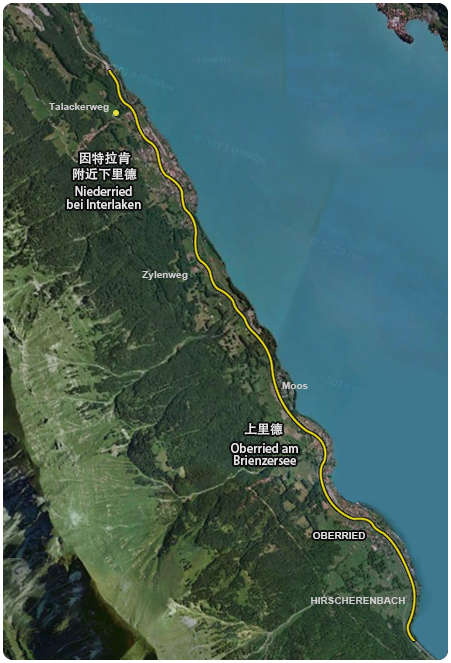 Talackerweg
因特拉肯
附近下里德
Niederried
bei Interlaken
Zylenweg
Moos
上里德
Oberried am
Brienzersee
OBERRIED
HIRSCHERENBACH